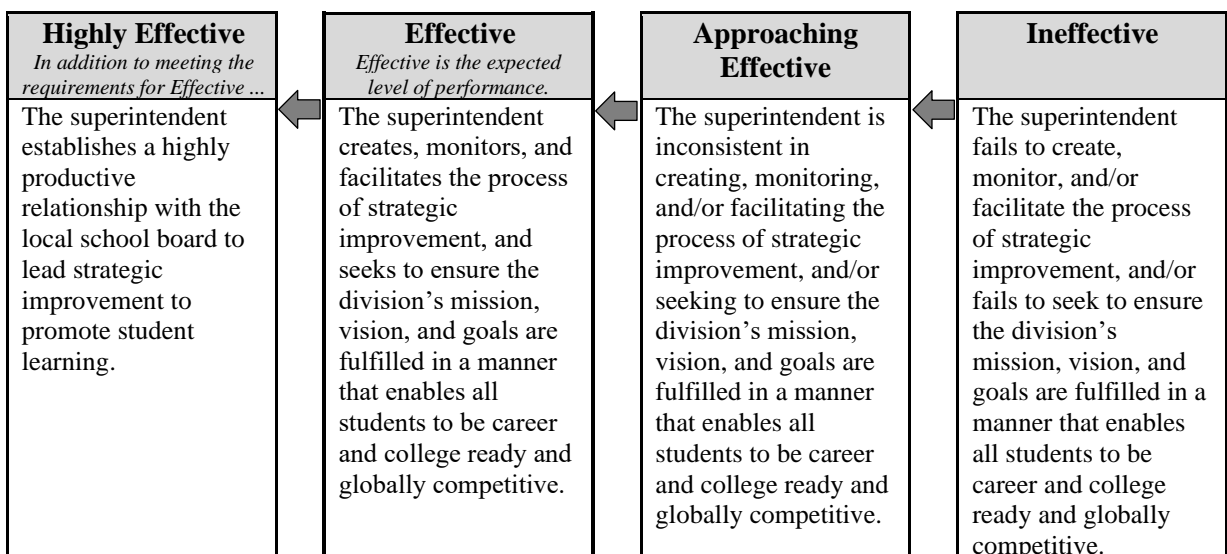 Highly Effective
In addition to meeting the
requirements for Effective ...
The superintendent
establishes a highly
productive
relationship with the
local school board to
lead strategic
improvement to
promote student
learning.
Effective
Effective is the expected
level of performance.
The superintendent
creates, monitors, and
facilitates the process
of strategic
improvement, and
seeks to ensure the
division’s mission,
vision, and goals are
fulfilled in a manner
that enables all
students to be career
and college ready and
globally competitive.
Approaching
Effective
The superintendent is
inconsistent in
creating, monitoring,
and/or facilitating the
process of strategic
improvement, and/or
seeking to ensure the
division’s mission,
vision, and goals are
fulfilled in a manner
that enables all
students to be career
and college ready and
globally competitive.
Ineffective
The superintendent
fails to create,
monitor, and/or
facilitate the process
of strategic
improvement, and/or
fails to seek to ensure
the division’s
mission, vision, and
goals are fulfilled in a
manner that enables
all students to be
career and college
ready and globally
competitive.